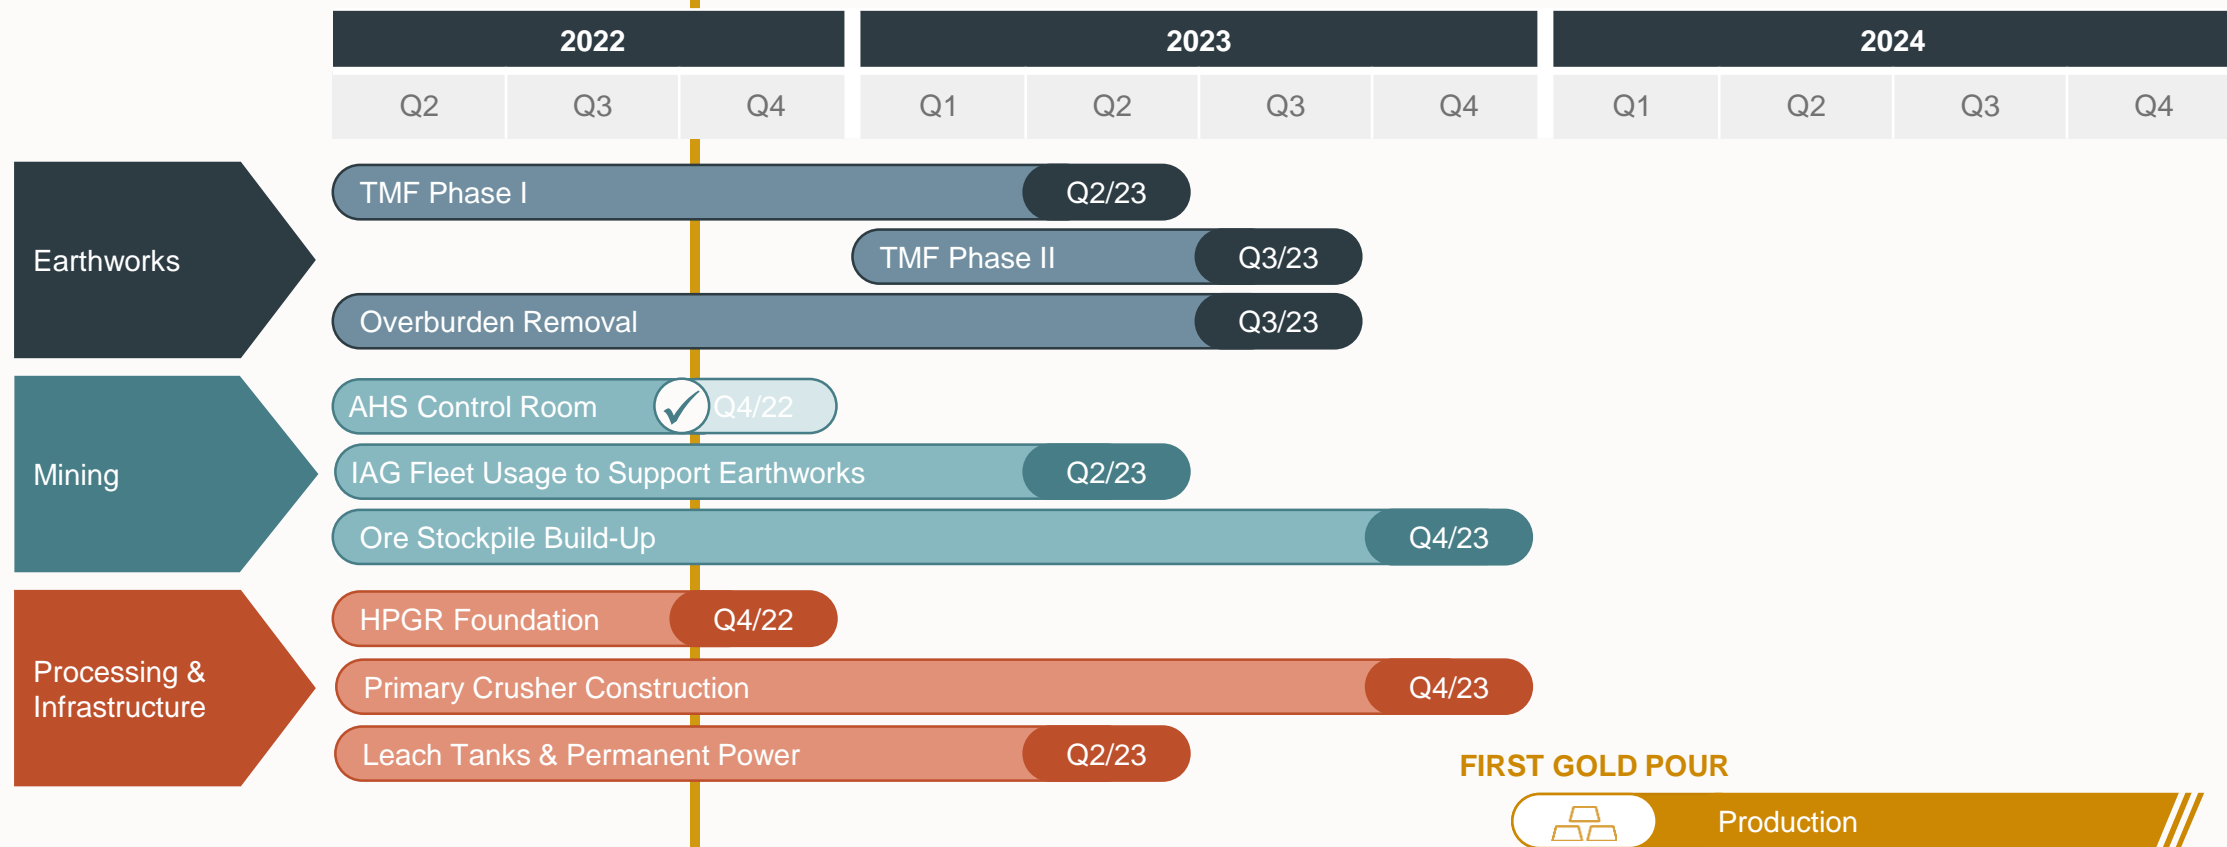 2022 2023 2024
Q2 Q3 Q4 Q1 Q2 Q3 Q4 Q1 Q2 Q3 Q4
Earthworks
TMF Phase I Q2/23
TMF Phase II Q3/23
Overburden Removal Q3/23
Mining
AHS Control Room Q4/22
IAG Fleet Usage to Support Earthworks Q2/23
Ore Stockpile Build-Up Q4/23
Processing &
Infrastructure
HPGR Foundation Q4/22
Primary Crusher Construction Q4/23
Leach Tanks & Permanent Power Q2/23
FIRST GOLD POUR
Production